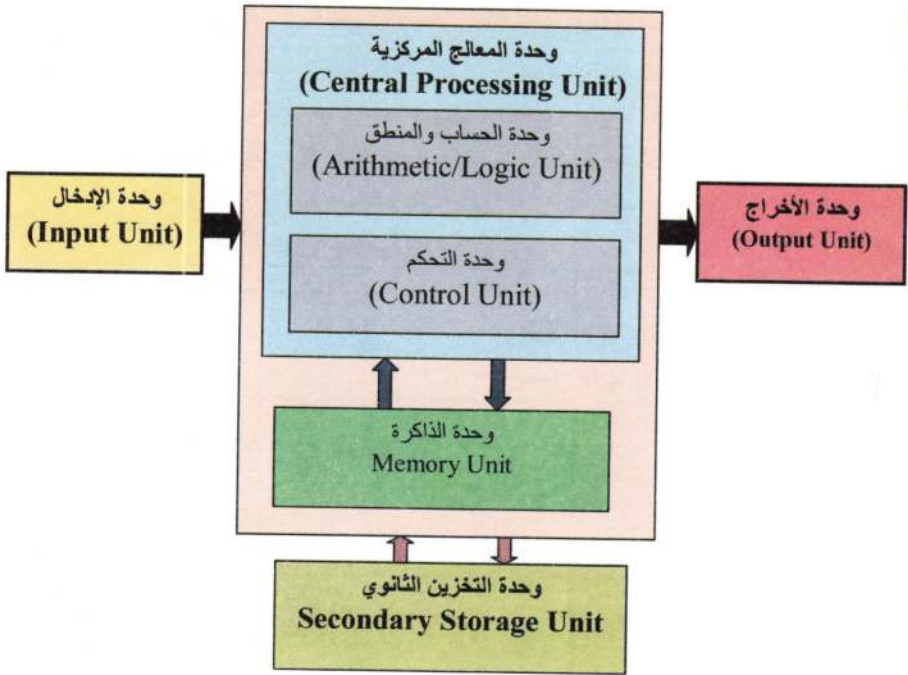 وحدة المعالج المركزية
(Central Processing Unit)
وحدة الحساب والمنطق
(Arithmetic/Logic Unit)
وحدة الإدخال
(Input Unit)
وحدة الأخراج
(Output Unit)
وحدة التحكم
(Control Unit)
وحدة الذاكرة
Memory Unit
وحدة التخزين الثانوي
Secondary Storage Unit